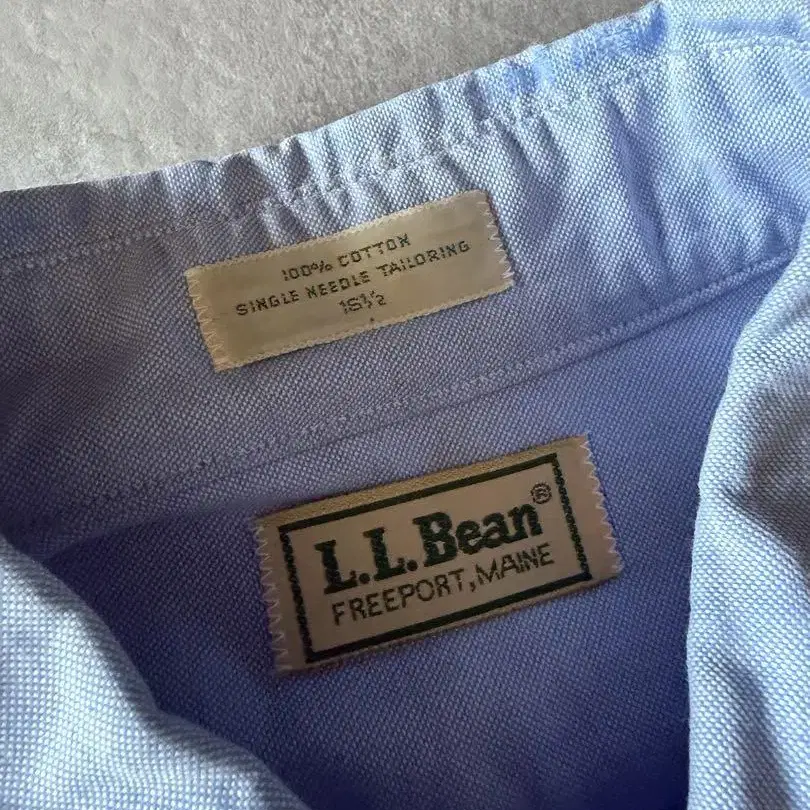 100% COTTON
SINGLE NEEDLE TAILORING
15½
L.L.Bean®
FREEPORT, MAINE